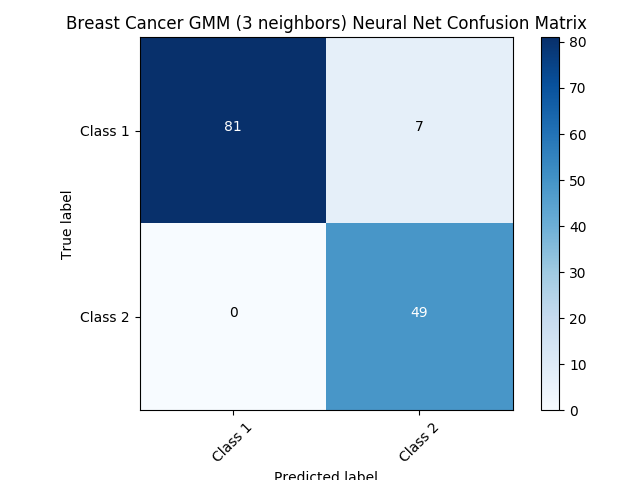 Breast Cancer GMM (3 neighbors) Neural Net Confusion Matrix
True label
Class 1
81
7
Class 2
0
49
Class 1
Class 2
Predicted label
80
70
60
50
40
30
20
10
0